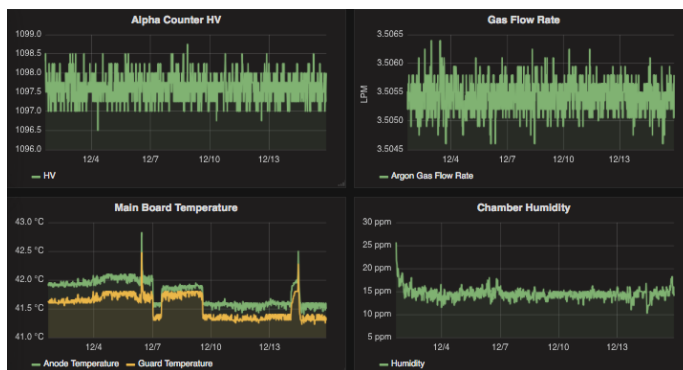 Alpha Counter HV
1099.0
1098.5
1098.0
1097.5
1097.0
1096.5
1096.0
12/4 12/7 12/10 12/13
HV
Gas Flow Rate
LPM
3.5065
3.5060
3.5055
3.5050
3.5045
12/4 12/7 12/10 12/13
Argon Gas Flow Rate
Main Board Temperature
43.0 °C
42.5 °C
42.0 °C
41.5 °C
41.0 °C
12/4 12/7 12/10 12/13
Anode Temperature Guard Temperature
Chamber Humidity
30 ppm
25 ppm
20 ppm
15 ppm
10 ppm
5 ppm
12/4 12/7 12/10 12/13
Humidity